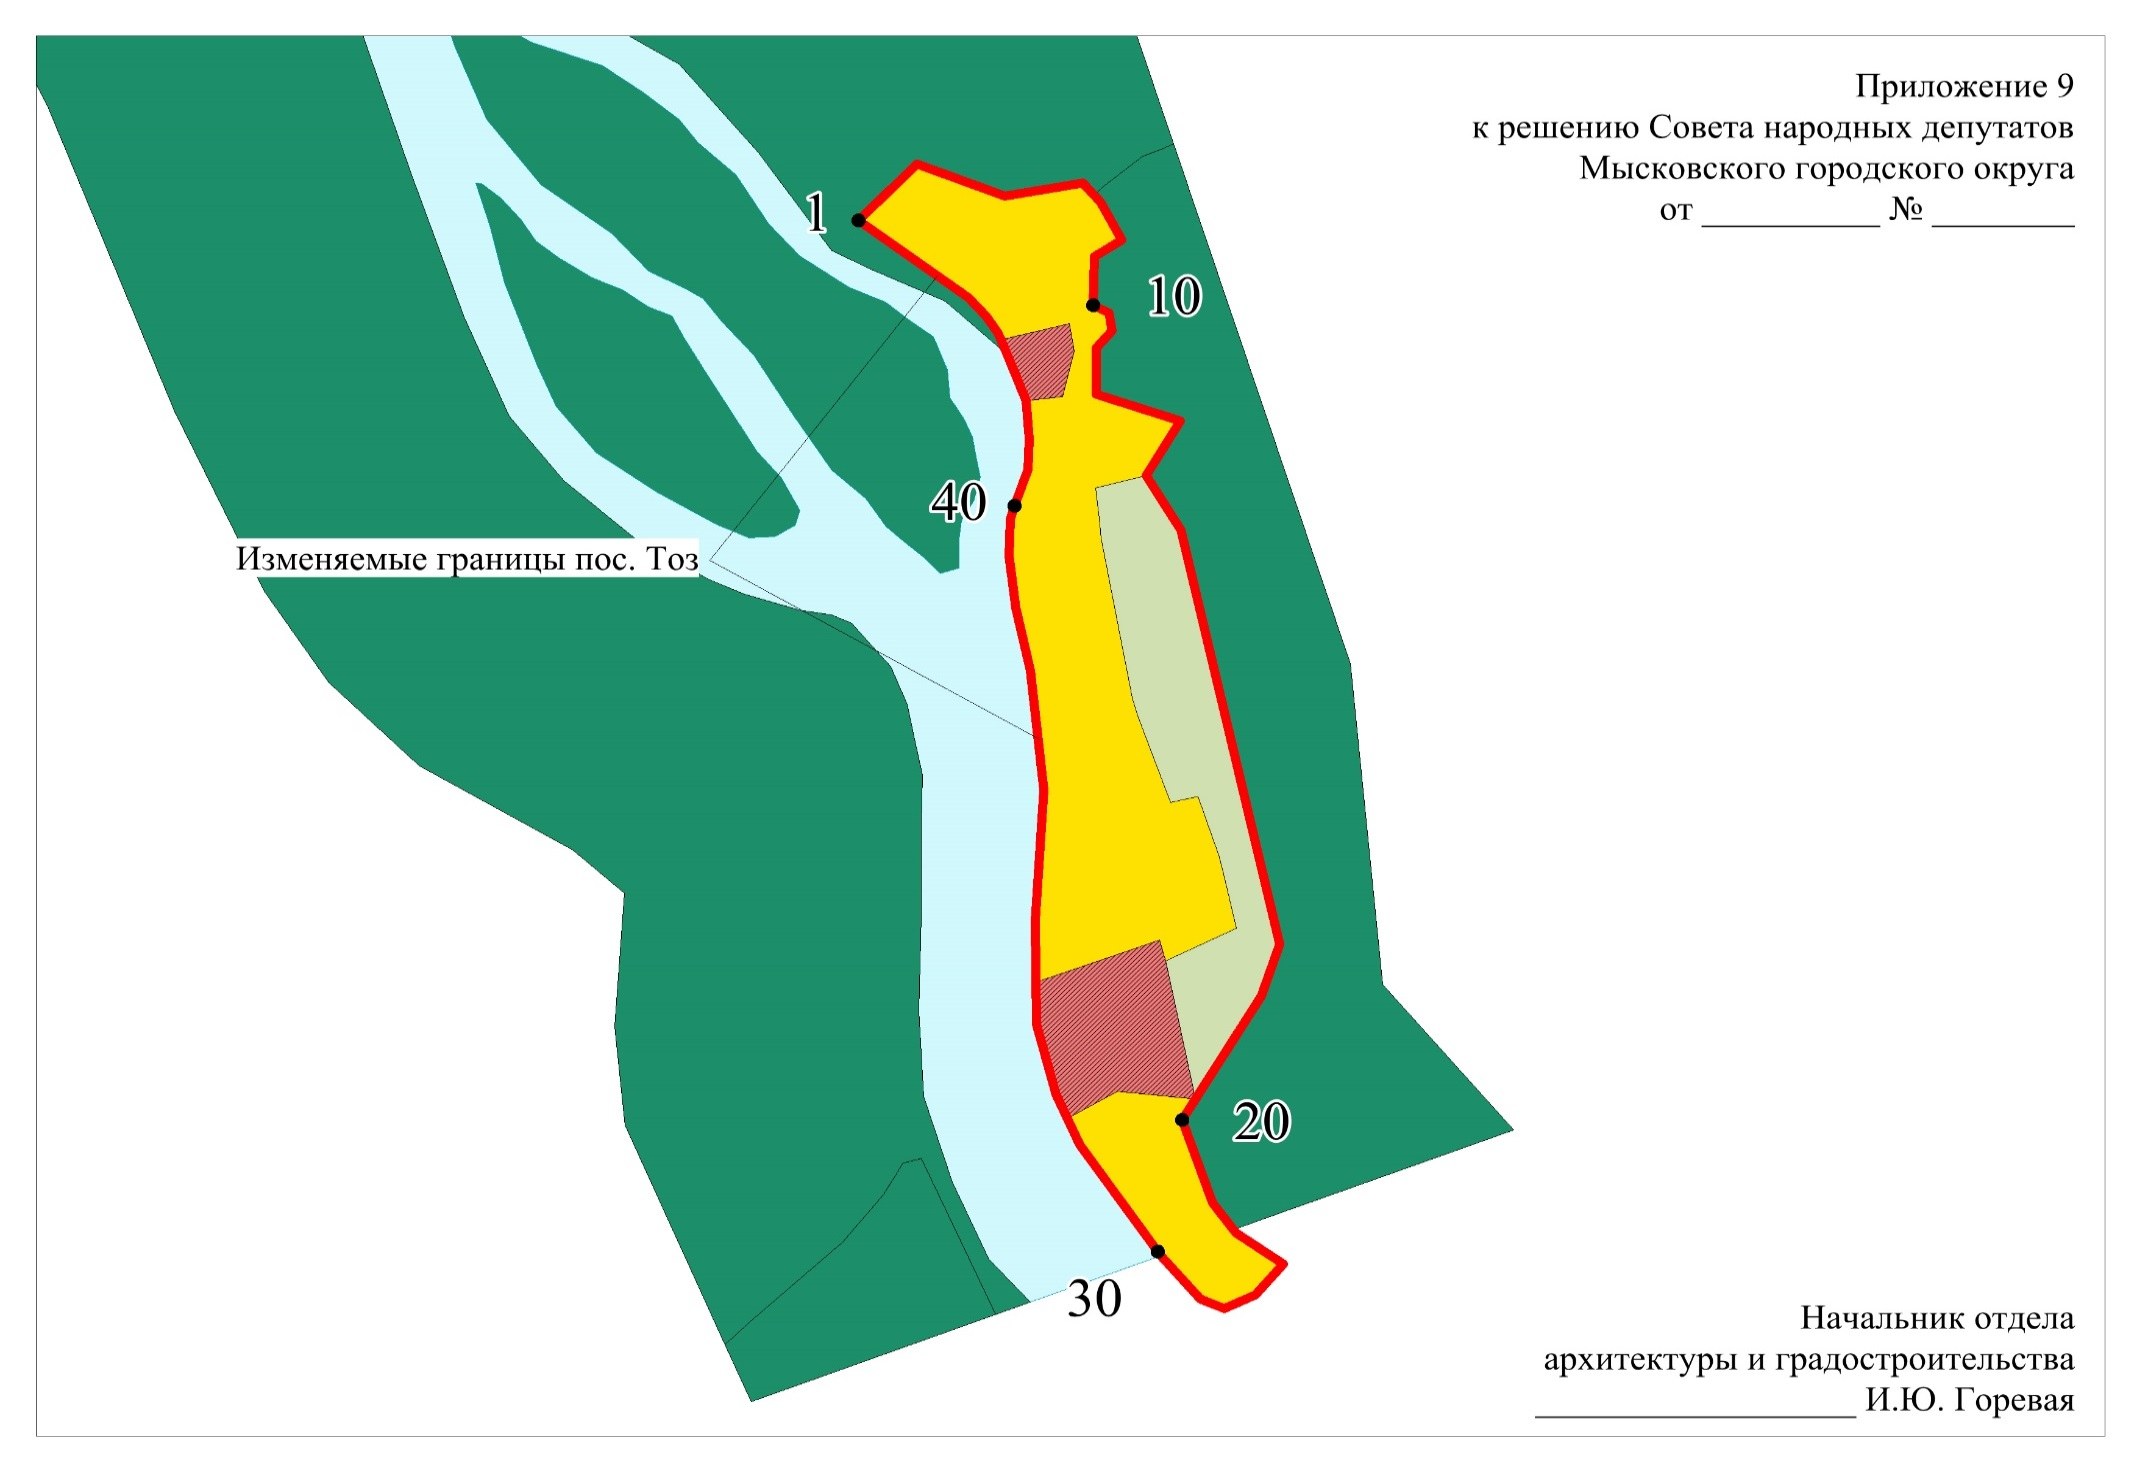 Приложение 9
к решению Совета народных депутатов
Мысковского городского округа
от ___________ № _________
1
10
40
Изменяемые границы пос. Тоз
20
30
Начальник отдела
архитектуры и градостроительства
____________________ И.Ю. Горевая